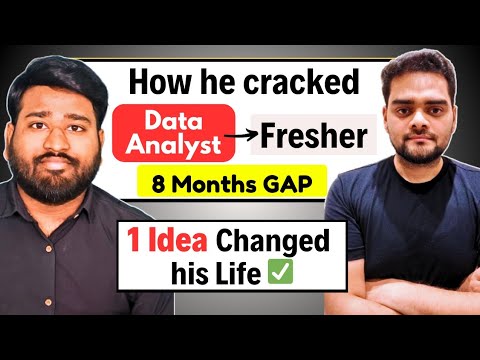 How he cracked
Data
Analyst → Fresher
8 Months GAP
1 Idea Changed
his Life ✅